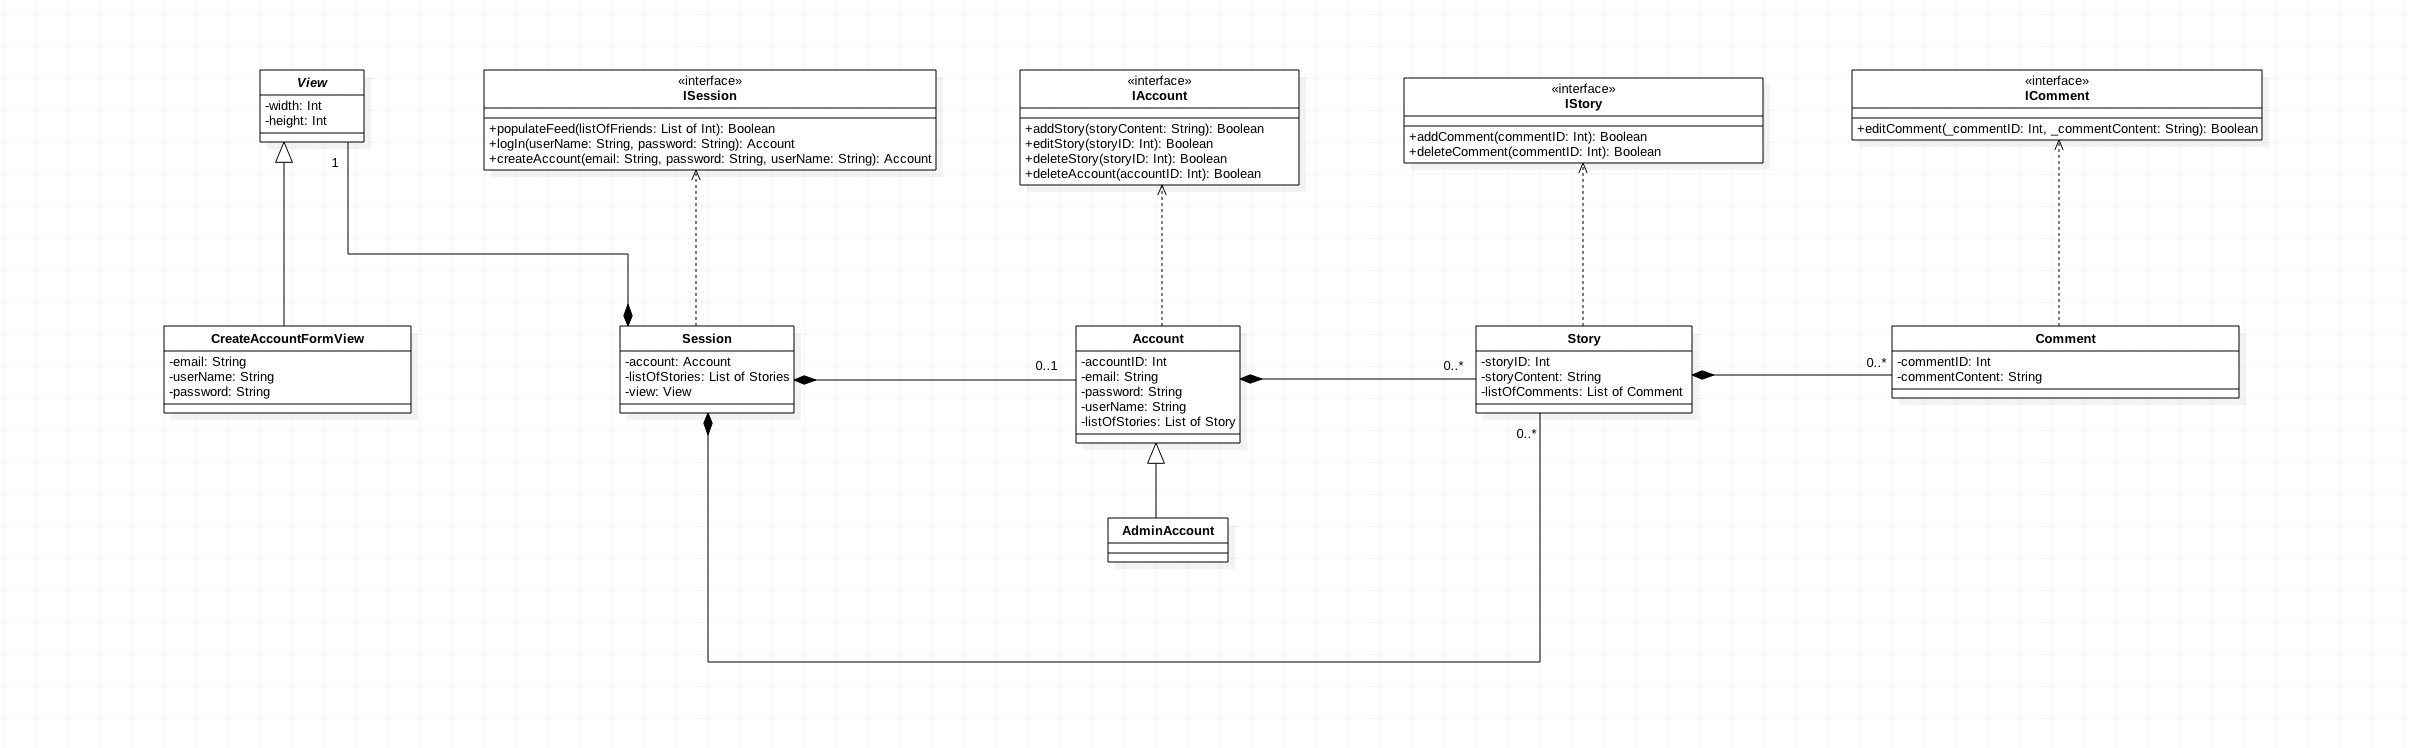 View
-width: Int
-height: Int
1
«interface»
ISession
+populateFeed(listOfFriends: List of Int): Boolean
+logIn(userName: String, password: String): Account
+createAccount(email: String, password: String, userName: String): Account
«interface»
IAccount
+addStory(storyContent: String): Boolean
+editStory(storyID: Int): Boolean
+deleteStory(storyID: Int): Boolean
+deleteAccount(accountID: Int): Boolean
«interface»
IStory
+addComment(commentID: Int): Boolean
+deleteComment(commentID: Int): Boolean
«interface»
IComment
+editComment(_commentID: Int, _commentContent: String): Boolean
CreateAccountFormView
-email: String
-userName: String
-password: String
Session
-account: Account
-listOfStories: List of Stories
-view: View
0..1
Account
-accountID: Int
-email: String
-password: String
-userName: String
-listOfStories: List of Story
0..*
Story
-storyID: Int
-storyContent: String
-listOfComments: List of Comment
0..*
0..*
Comment
-commentID: Int
-commentContent: String
AdminAccount